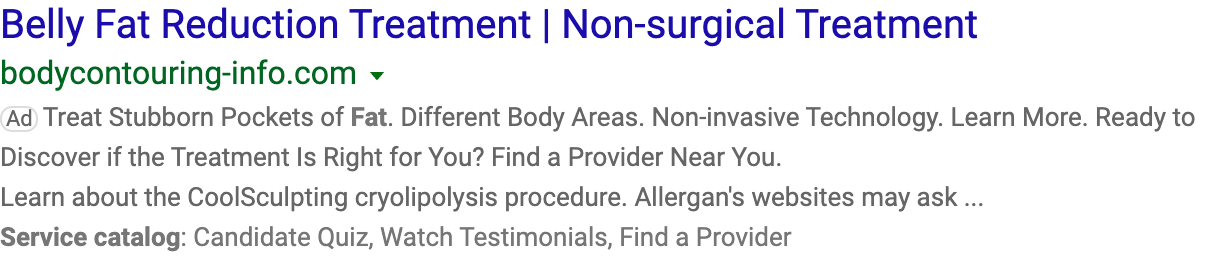 Belly Fat Reduction Treatment | Non-surgical Treatment
bodycontouring-info.com
Ad Treat Stubborn Pockets of Fat. Different Body Areas. Non-invasive Technology. Learn More. Ready to
Discover if the Treatment Is Right for You? Find a Provider Near You.
Learn about the CoolSculpting cryolipolysis procedure. Allergan's websites may ask ...
Service catalog: Candidate Quiz, Watch Testimonials, Find a Provider